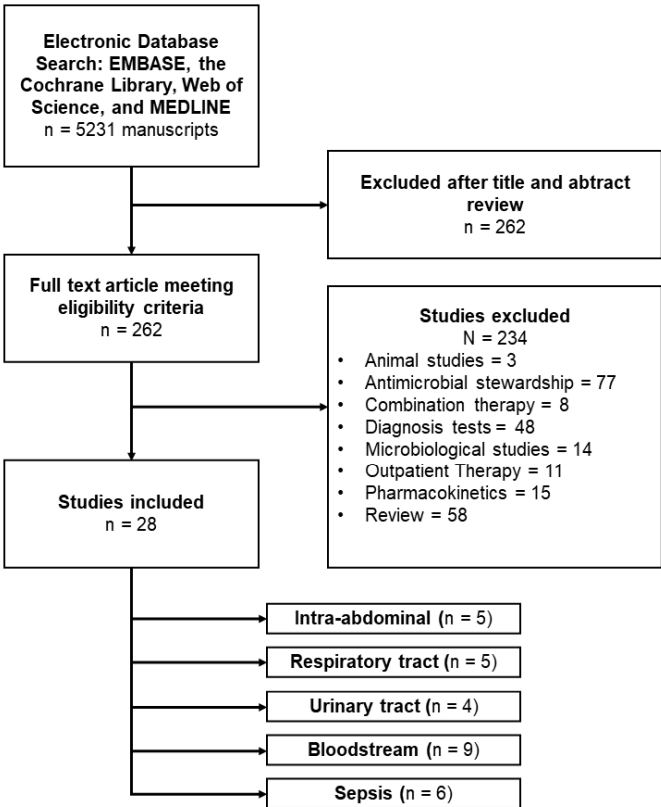 Electronic Database
Search: EMBASE, the
Cochrane Library, Web of
Science, and MEDLINE
n = 5231 manuscripts
Excluded after title and abtract
review
n = 262
Full text article meeting
eligibility criteria
n = 262
Studies excluded
N = 234
• Animal studies = 3
• Antimicrobial stewardship = 77
• Combination therapy = 8
• Diagnosis tests = 48
• Microbiological studies = 14
• Outpatient Therapy = 11
• Pharmacokinetics = 15
• Review = 58
Studies included
n = 28
Intra-abdominal (n = 5)
Respiratory tract (n = 5)
Urinary tract (n = 4)
Bloodstream (n = 9)
Sepsis (n = 6)